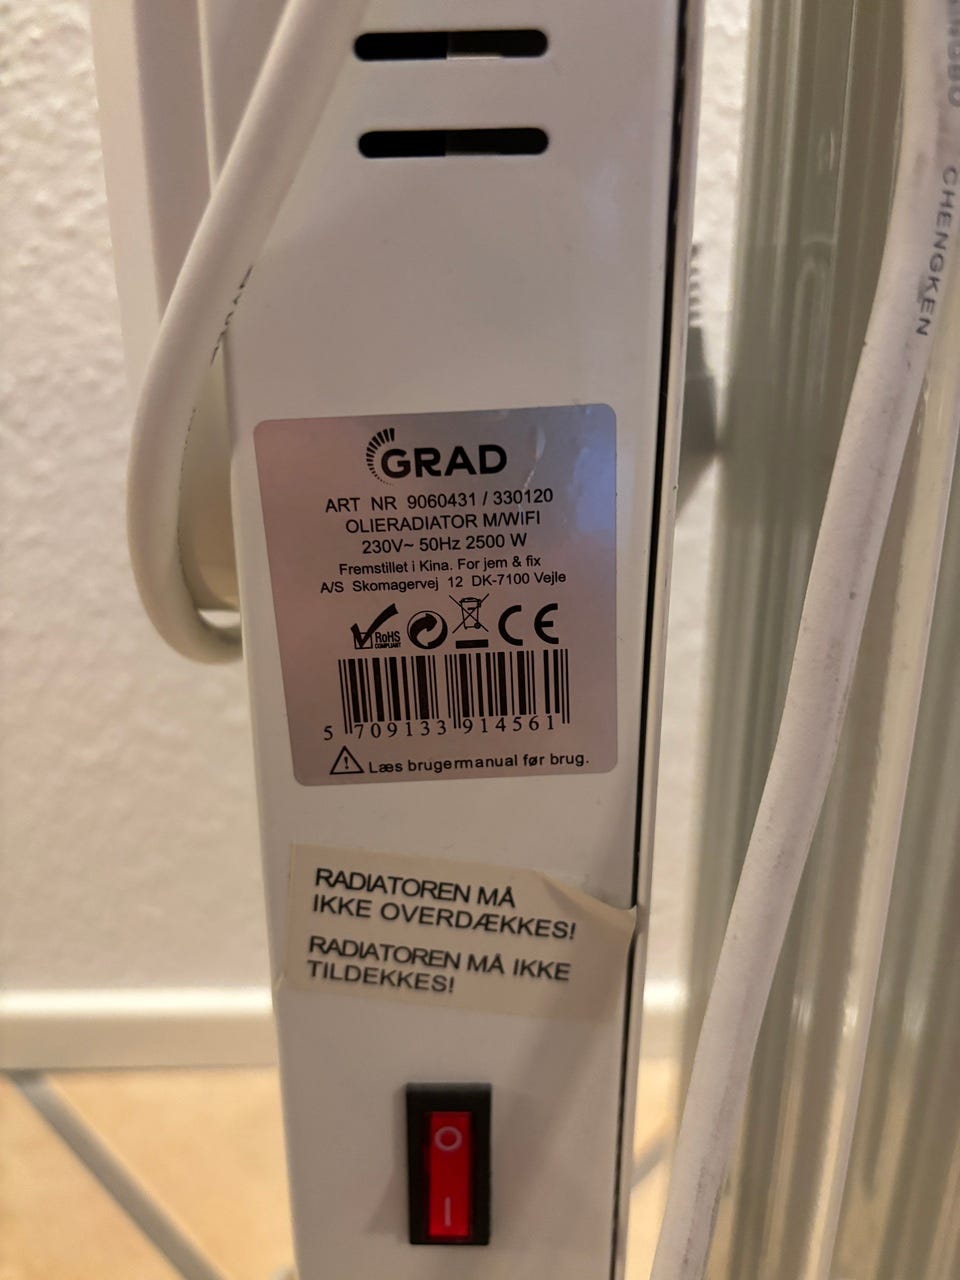 GRAD
ART NR 9060431 / 330120
OLIERADIATOR M/WIFI
230V~ 50Hz 2500 W
Fremstillet i Kina. For jem & fix
A/S Skomagervej 12 DK-7100 Vejle
RoHS
COMPLIANT
CE
5 709133 914561
Læs brugermanual før brug.
RADIATOREN MÅ
IKKE OVERDÆKKES!
RADIATOREN MÅ IKKE
TILDEKKES!
CHENGKEN